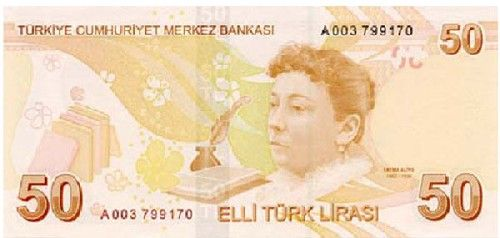 TÜRKİYE CUMHURİYET MERKEZ BANKASI
A003 799170
50
50
A003 799170
ELLİ TÜRK LİRASI
50